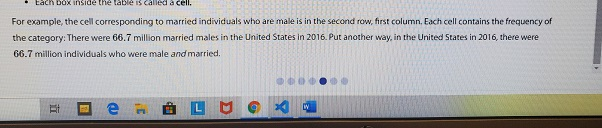 • Each box inside the table is called a cell.
For example, the cell corresponding to married individuals who are male is in the second row, first column. Each cell contains the frequency of
the category: There were 66.7 million married males in the United States in 2016. Put another way, in the United States in 2016, there were
66.7 million individuals who were male and married.
L
W